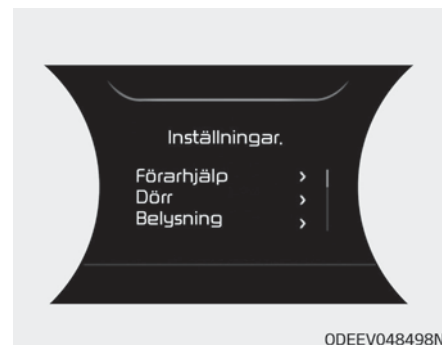 Inställningar.
Förarhjälp >
Dörr >
Belysning >
ODEEV048498N